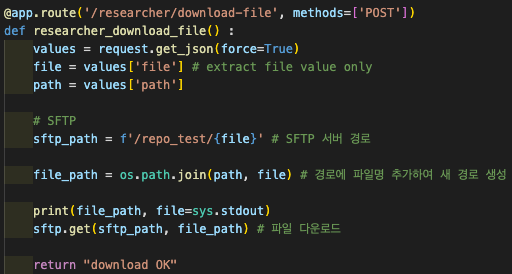 @app.route('/researcher/download-file', methods=['POST'])
def researcher_download_file() :
    values = request.get_json(force=True)
    file = values['file'] # extract file value only
    path = values['path']

    # SFTP
    sftp_path = f'/repo_test/{file}' # SFTP 서버 경로

    file_path = os.path.join(path, file) # 경로에 파일명 추가하여 새 경로 생성

    print(file_path, file=sys.stdout)
    sftp.get(sftp_path, file_path) # 파일 다운로드

    return "download OK"